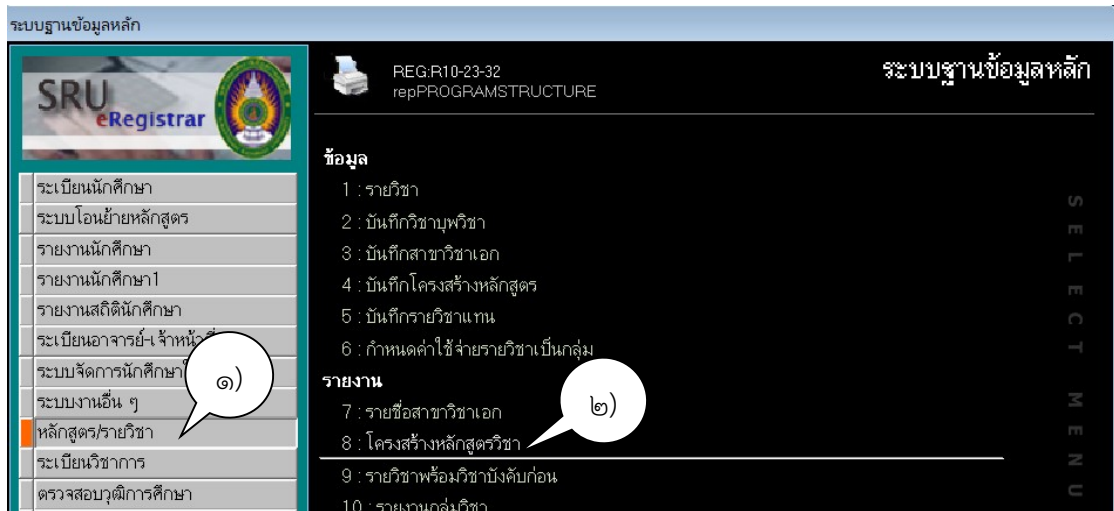 ระบบฐานข้อมูลหลัก
SRU
eRegistrar
ระเบียนนักศึกษา
ระบบโอนย้ายหลักสูตร
รายงานนักศึกษา
รายงานนักศึกษา1
รายงานสถิตินักศึกษา
ระเบียนอาจารย์-เจ้าหน้าที่
ระบบจัดการนักศึกษา
ระบบงานอื่น ๆ
หลักสูตร/รายวิชา
ระเบียนวิชาการ
ตรวจสอบวุฒิการศึกษา
๑)
REG:R10-23-32
repPROGRAMSTRUCTURE
ระบบฐานข้อมูลหลัก
ข้อมูล
1 : รายวิชา
2 : บันทึกวิชาบุพวิชา
3 : บันทึกสาขาวิชาเอก
4 : บันทึกโครงสร้างหลักสูตร
5 : บันทึกรายวิชาแทน
6 : กำหนดค่าใช้จ่ายรายวิชาเป็นกลุ่ม
รายงาน
7 : รายชื่อสาขาวิชาเอก
8 : โครงสร้างหลักสูตรวิชา
9 : รายวิชาพร้อมวิชาบังคับก่อน
10 : รายงานกลุ่มวิชา
๒)
SELECT MENU